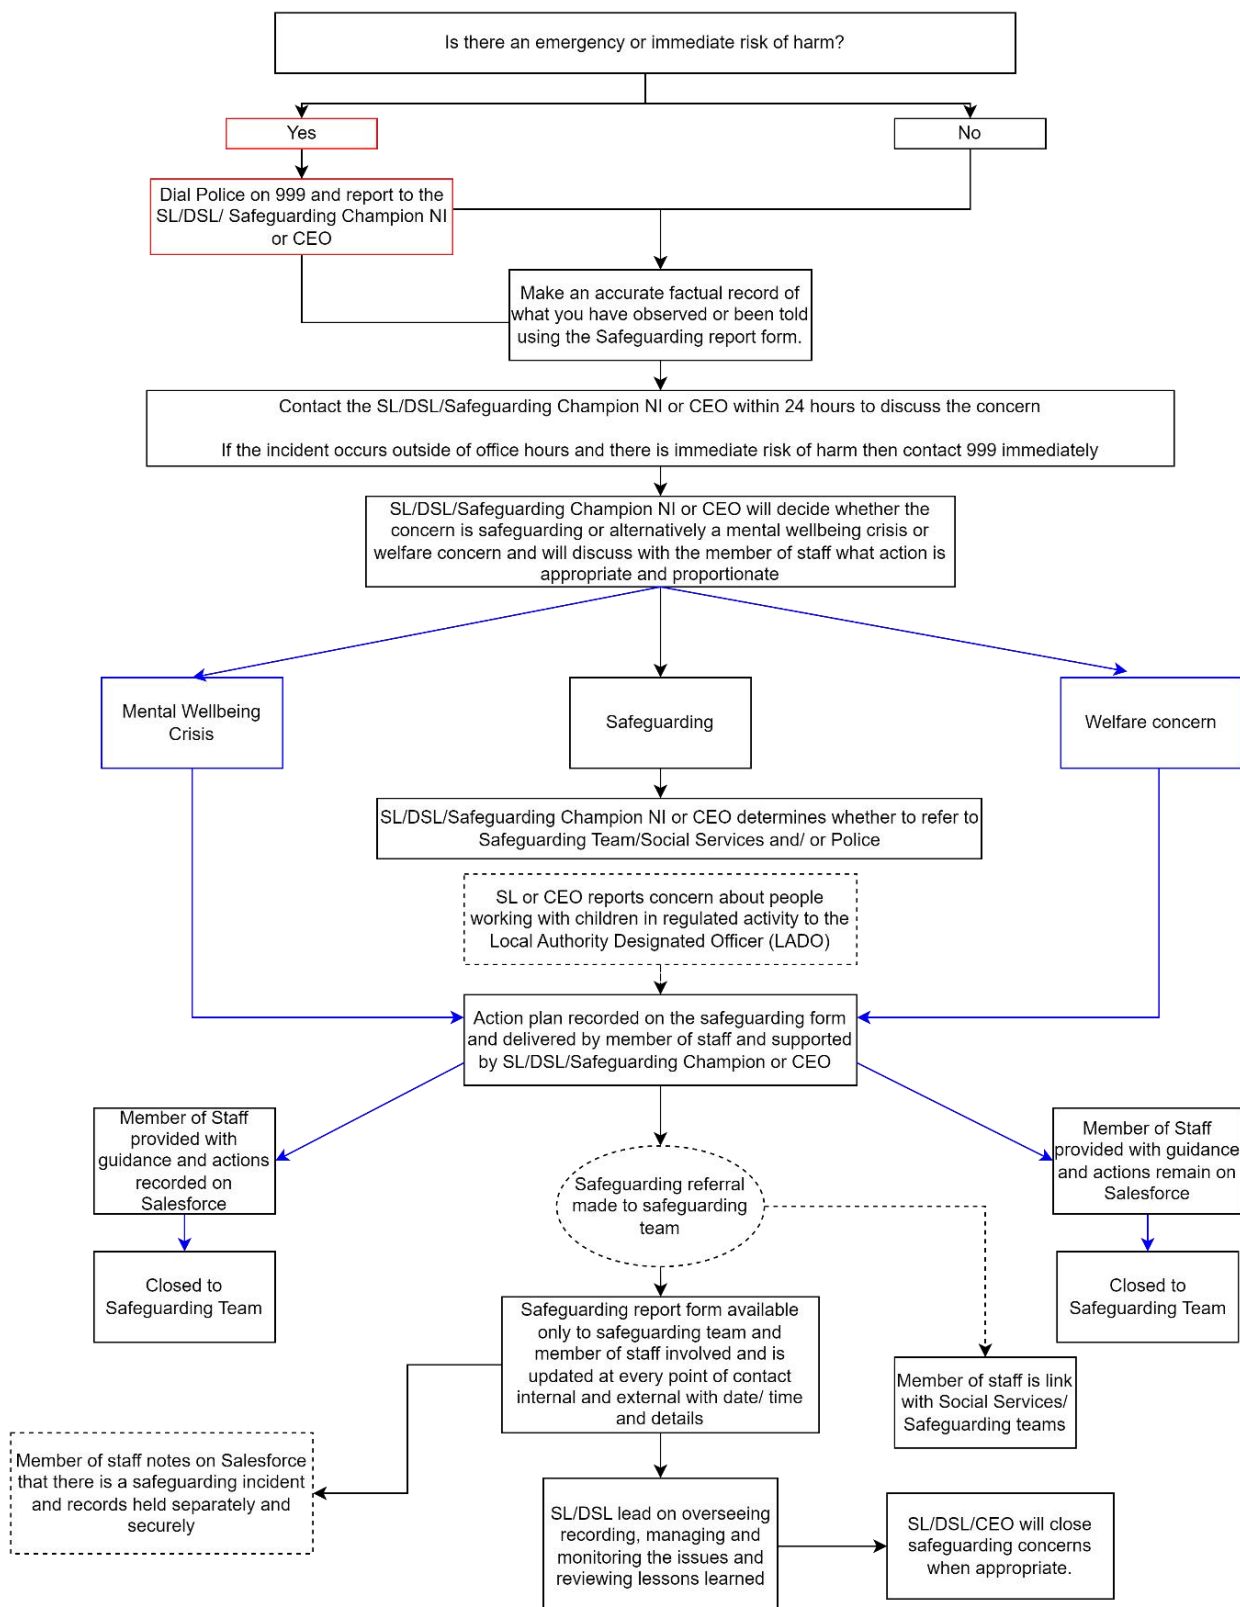 Is there an emergency or immediate risk of harm?
Yes
No
Dial Police on 999 and report to the
SL/DSL/ Safeguarding Champion NI
or CEO
Make an accurate factual record of
what you have observed or been told
using the Safeguarding report form.
Contact the SL/DSL/Safeguarding Champion NI or CEO within 24 hours to discuss the concern
If the incident occurs outside of office hours and there is immediate risk of harm then contact 999 immediately
SL/DSL/Safeguarding Champion NI or CEO will decide whether the
concern is safeguarding or alternatively a mental wellbeing crisis or
welfare concern and will discuss with the member of staff what action is
appropriate and proportionate
Mental Wellbeing
Crisis
Safeguarding
Welfare concern
SL/DSL/Safeguarding Champion NI or CEO determines whether to refer to
Safeguarding Team/Social Services and/ or Police
SL or CEO reports concern about people
working with children in regulated activity to the
Local Authority Designated Officer (LADO)
Action plan recorded on the safeguarding form
and delivered by member of staff and supported
by SL/DSL/Safeguarding Champion or CEO
Member of Staff
provided with
guidance and actions
recorded on
Salesforce
Member of Staff
provided with guidance
and actions remain on
Salesforce
Safeguarding referral
made to safeguarding
team
Closed to
Safeguarding Team
Closed to
Safeguarding Team
Safeguarding report form available
only to safeguarding team and
member of staff involved and is
updated at every point of contact
internal and external with date/ time
and details
Member of staff is link
with Social Services/
Safeguarding teams
Member of staff notes on Salesforce
that there is a safeguarding incident
and records held separately and
securely
SL/DSL lead on overseeing
recording, managing and
monitoring the issues and
reviewing lessons learned
SL/DSL/CEO will close
safeguarding concerns
when appropriate.